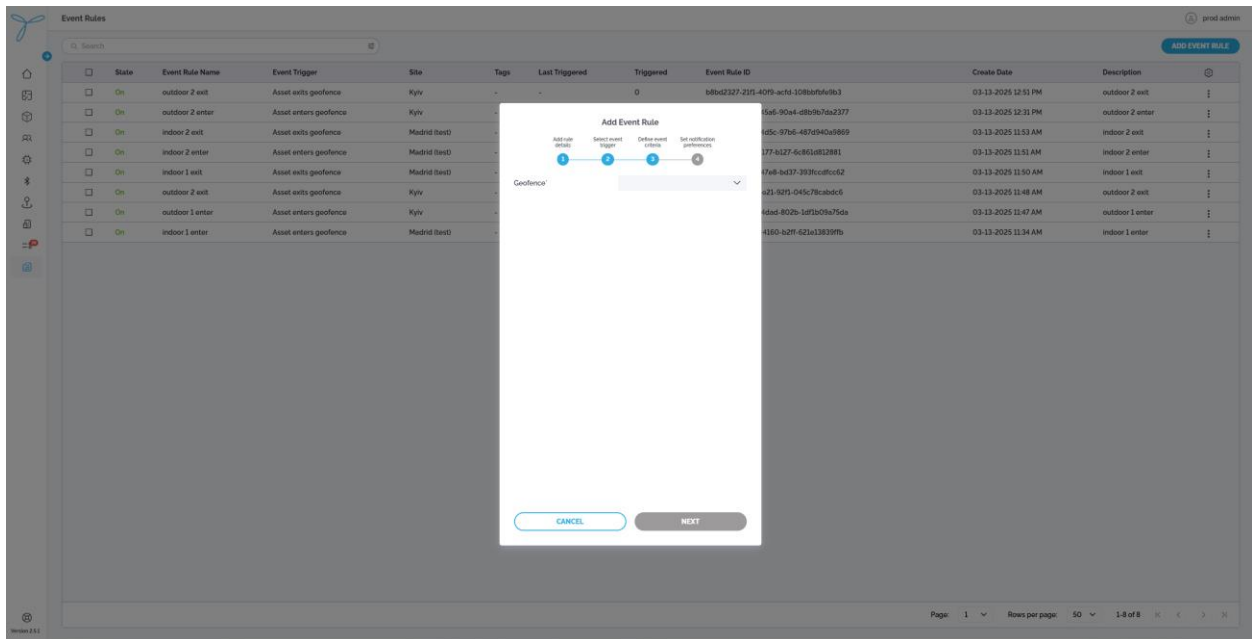 Event Rules
prod admin
Search
ADD EVENT RULE
State Event Rule Name Event Trigger Site Tags Last Triggered Triggered Event Rule ID Create Date Description
On outdoor 2 exit Asset exits geofence Kyiv - - 0 b8bd2327-21f1-40f9-acfd-108bbfbfe9b3 03-13-2025 12:51 PM outdoor 2 exit
On outdoor 2 enter Asset enters geofence Kyiv - 03-13-2025 12:31 PM outdoor 2 enter
On indoor 2 exit Asset exits geofence Madrid (test) - 03-13-2025 11:53 AM indoor 2 exit
On indoor 2 enter Asset enters geofence Madrid (test) - 03-13-2025 11:51 AM indoor 2 enter
On indoor 1 exit Asset exits geofence Madrid (test) - 03-13-2025 11:50 AM indoor 1 exit
On outdoor 2 exit Asset exits geofence Kyiv - 03-13-2025 11:48 AM outdoor 2 exit
On outdoor 1 enter Asset enters geofence Kyiv - 03-13-2025 11:47 AM outdoor 1 enter
On indoor 1 enter Asset enters geofence Madrid (test) - 4160-b2ff-621e13839ffb 03-13-2025 11:34 AM indoor 1 enter
Add Event Rule
Add rule details
Select event trigger
Define event criteria
Set notification preferences
1 2 3 4
Geofence*
CANCEL NEXT
Page: 1 Rows per page: 50 1-8 of 8